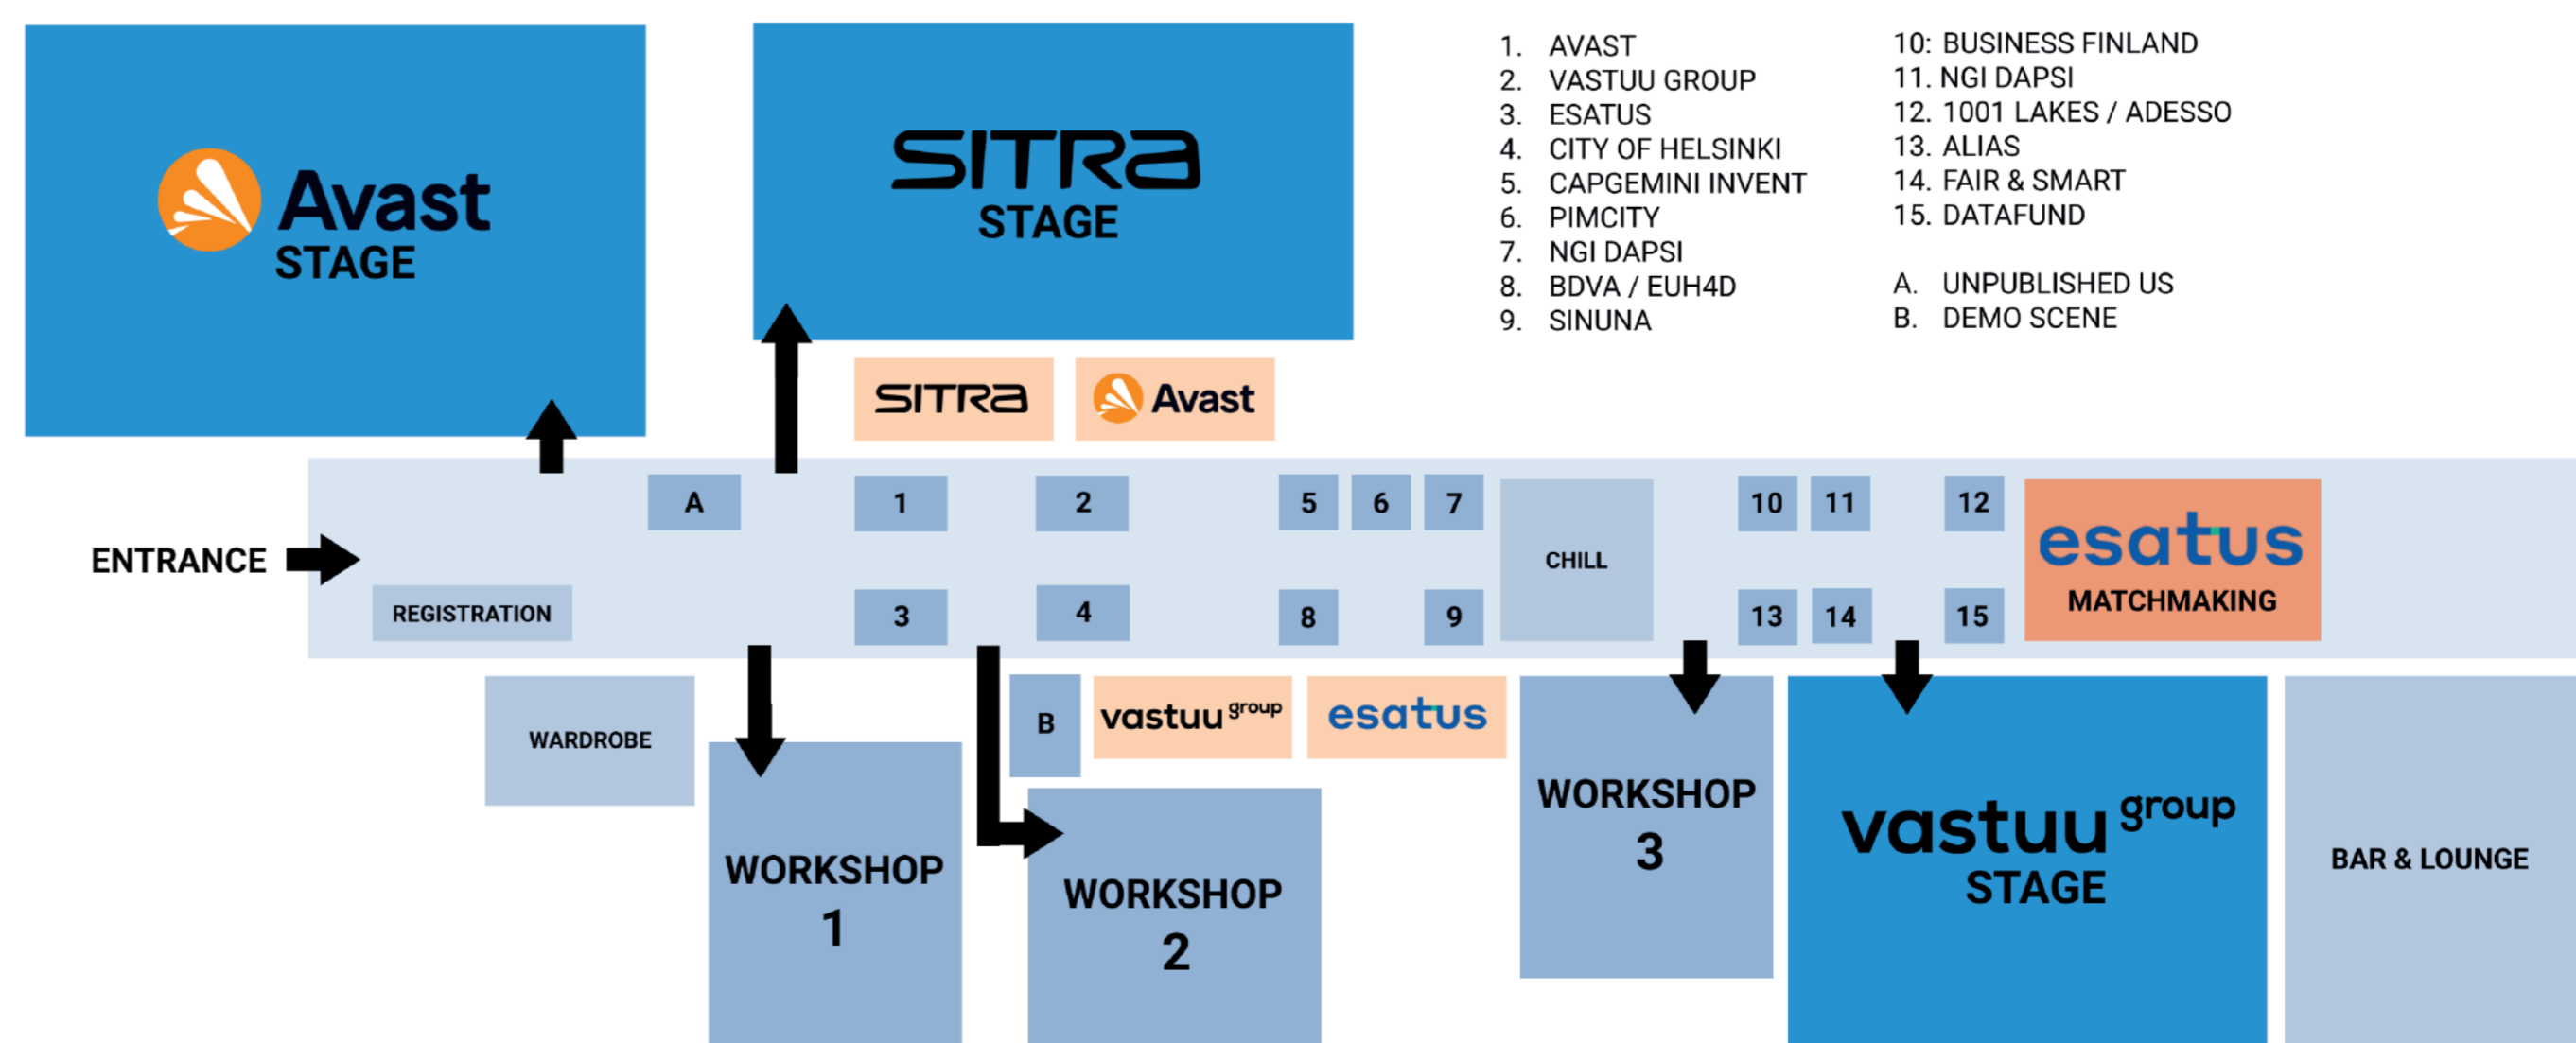 Avast
STAGE
SITRA
STAGE
1. AVAST
2. VASTUU GROUP
3. ESATUS
4. CITY OF HELSINKI
5. CAPGEMINI INVENT
6. PIMCITY
7. NGI DAPSI
8. BDVA / EUH4D
9. SINUNA
10: BUSINESS FINLAND
11. NGI DAPSI
12. 1001 LAKES / ADESSO
13. ALIAS
14. FAIR & SMART
15. DATAFUND
A. UNPUBLISHED US
B. DEMO SCENE
SITRA
Avast
A
1
2
5
6
7
CHILL
10
11
12
esatus
MATCHMAKING
ENTRANCE
REGISTRATION
3
4
8
9
13
14
15
WARDROBE
B
vastuu group
esatus
WORKSHOP
1
WORKSHOP
2
WORKSHOP
3
vastuu group
STAGE
BAR & LOUNGE